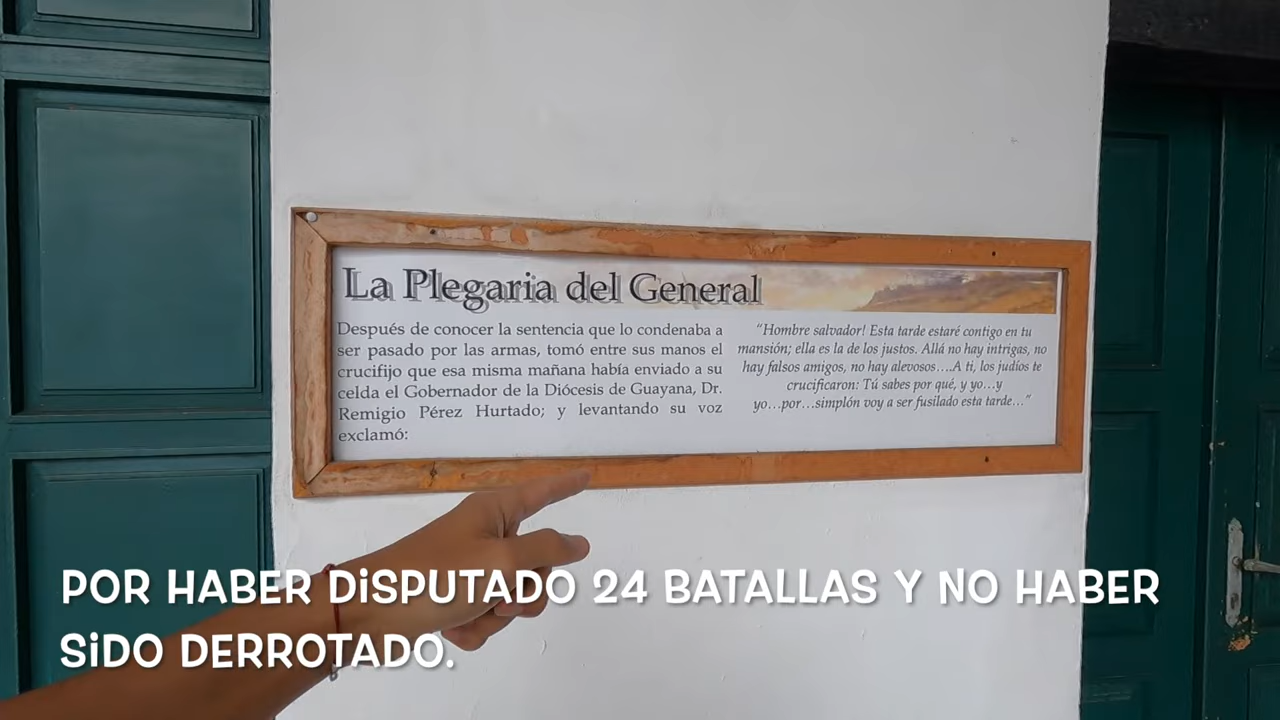 La Plegaria del General
Después de conocer la sentencia que lo condenaba a
ser pasado por las armas, tomó entre sus manos el
crucifijo que esa misma mañana había enviado a su
celda el Gobernador de la Diócesis de Guayana, Dr.
Remigio Pérez Hurtado; y levantando su voz
exclamó:
“Hombre salvador! Esta tarde estaré contigo en tu
mansión; ella es la de los justos. Allá no hay intrigas, no
hay falsos amigos, no hay alevosos….A ti, los judíos te
crucificaron: Tú sabes por qué, y yo…y
yo…por…simplón voy a ser fusilado esta tarde…”
POR HABER DiSPUTADO 24 BATALLAS Y NO HABER
SiDO DERROTADO.